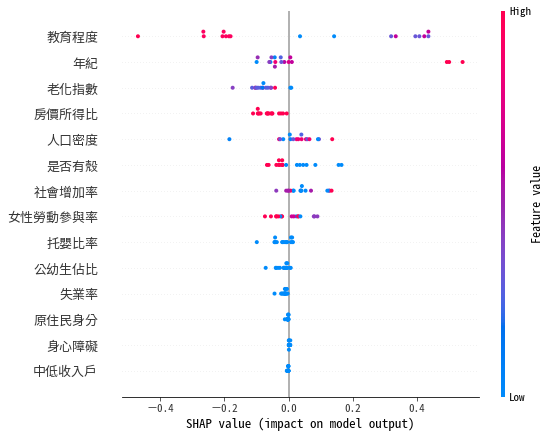 High
教育程度
年紀
老化指數
房價所得比
人口密度
是否有殼
社會增加率
女性勞動參與率
托嬰比率
公幼生佔比
失業率
原住民身分
身心障礙
中低收入戶
Feature value
Low
−0.4 −0.2 0.0 0.2 0.4
SHAP value (impact on model output)